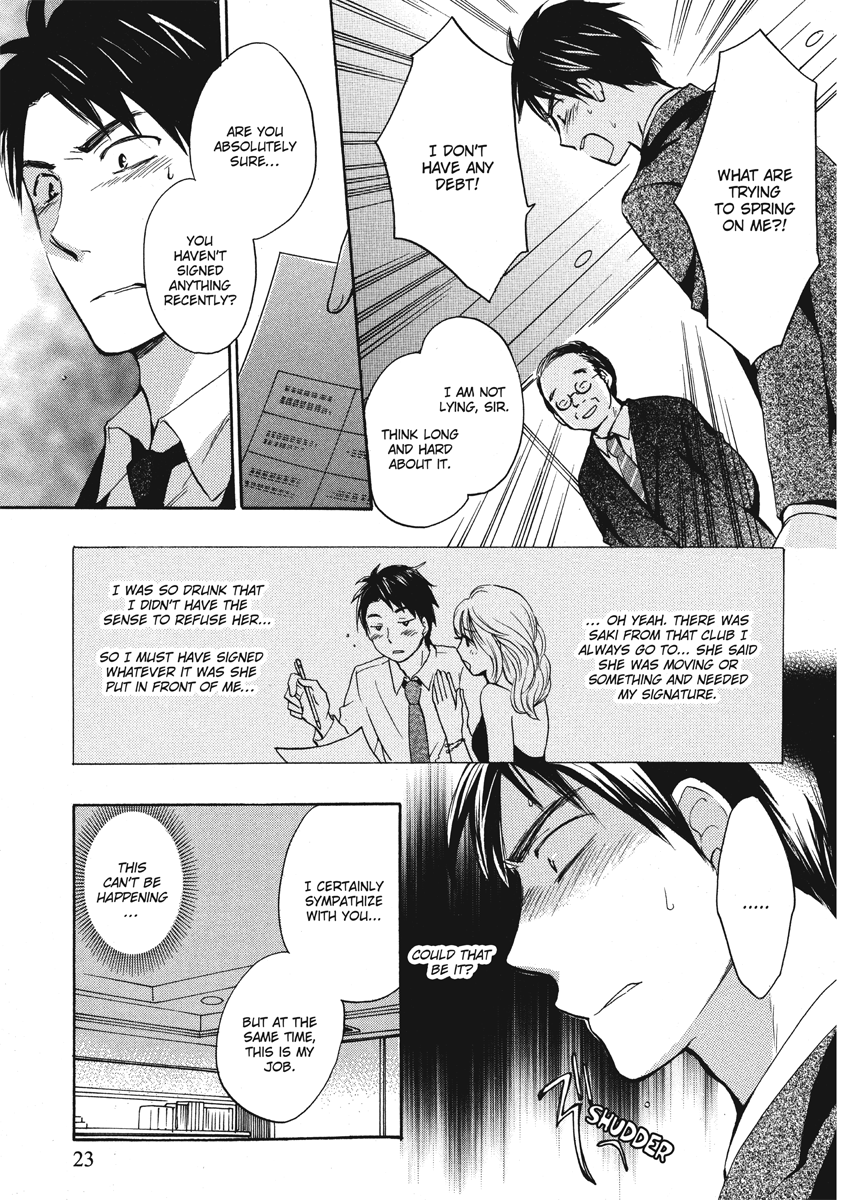 WHAT ARE
TRYING
TO SPRING
ON ME?!
I DON'T
HAVE ANY
DEBT!
I AM NOT
LYING, SIR.
THINK LONG
AND HARD
ABOUT IT.
ARE YOU
ABSOLUTELY
SURE...
YOU
HAVEN'T
SIGNED
ANYTHING
RECENTLY?
... OH YEAH. THERE WAS
SAKI FROM THAT CLUB I
ALWAYS GO TO... SHE SAID
SHE WAS MOVING OR
SOMETHING AND NEEDED
MY SIGNATURE.
I WAS SO DRUNK THAT
I DIDN'T HAVE THE
SENSE TO REFUSE HER...
SO I MUST HAVE SIGNED
WHATEVER IT WAS SHE
PUT IN FRONT OF ME...
.....
COULD THAT
BE IT?
SHUDDER
I CERTAINLY
SYMPATHIZE
WITH YOU...
BUT AT THE
SAME TIME,
THIS IS MY
JOB.
THIS
CAN'T BE
HAPPENING
...
23